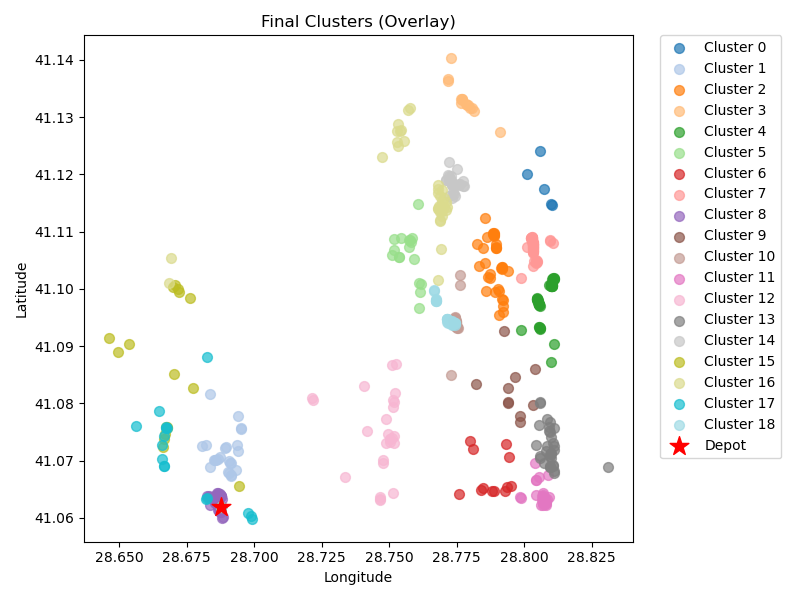 Final Clusters (Overlay)
41.14
41.13
41.12
41.11
41.10
41.09
41.08
41.07
41.06
Latitude
28.650
28.675
28.700
28.725
28.750
28.775
28.800
28.825
Longitude
Cluster 0
Cluster 1
Cluster 2
Cluster 3
Cluster 4
Cluster 5
Cluster 6
Cluster 7
Cluster 8
Cluster 9
Cluster 10
Cluster 11
Cluster 12
Cluster 13
Cluster 14
Cluster 15
Cluster 16
Cluster 17
Cluster 18
Depot